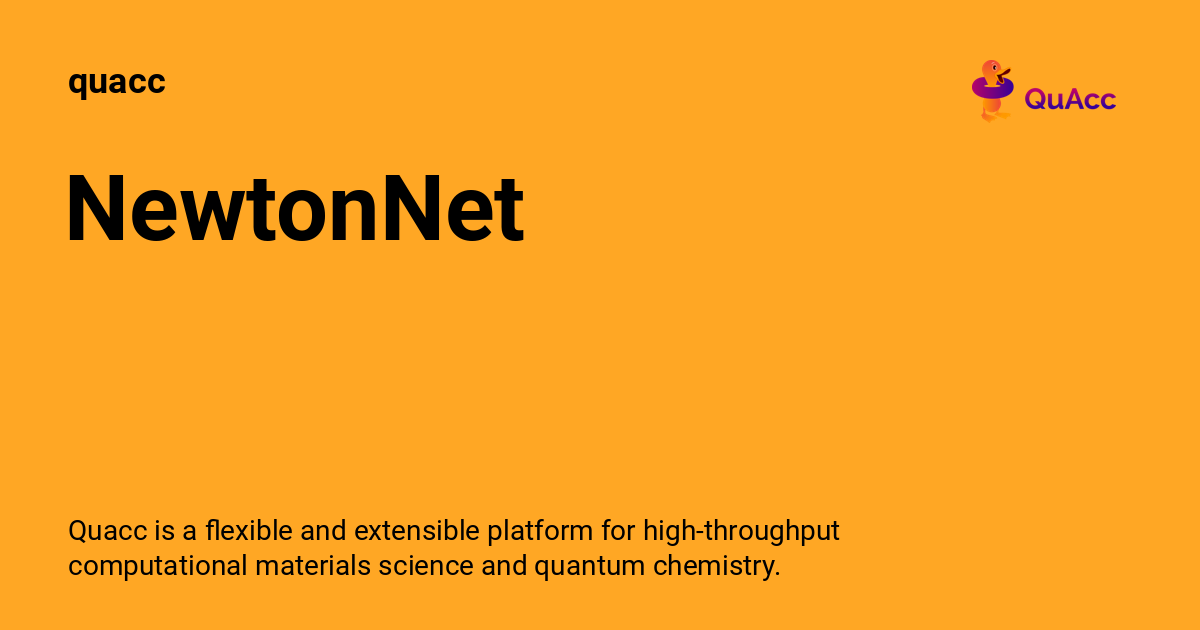 quacc
QuAcc
NewtonNet
Quacc is a flexible and extensible platform for high-throughput
computational materials science and quantum chemistry.